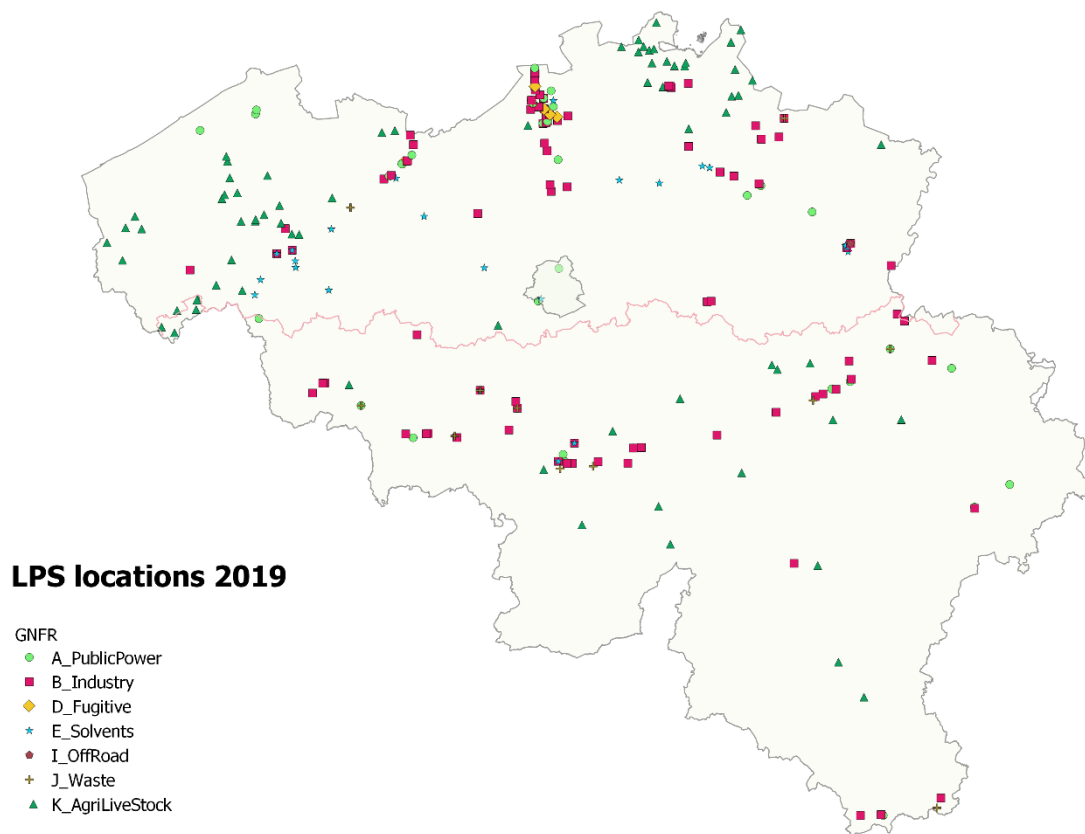 LPS locations 2019
GNFR
A_PublicPower
B_Industry
D_Fugitive
E_Solvents
I_OffRoad
J_Waste
K_AgriLiveStock